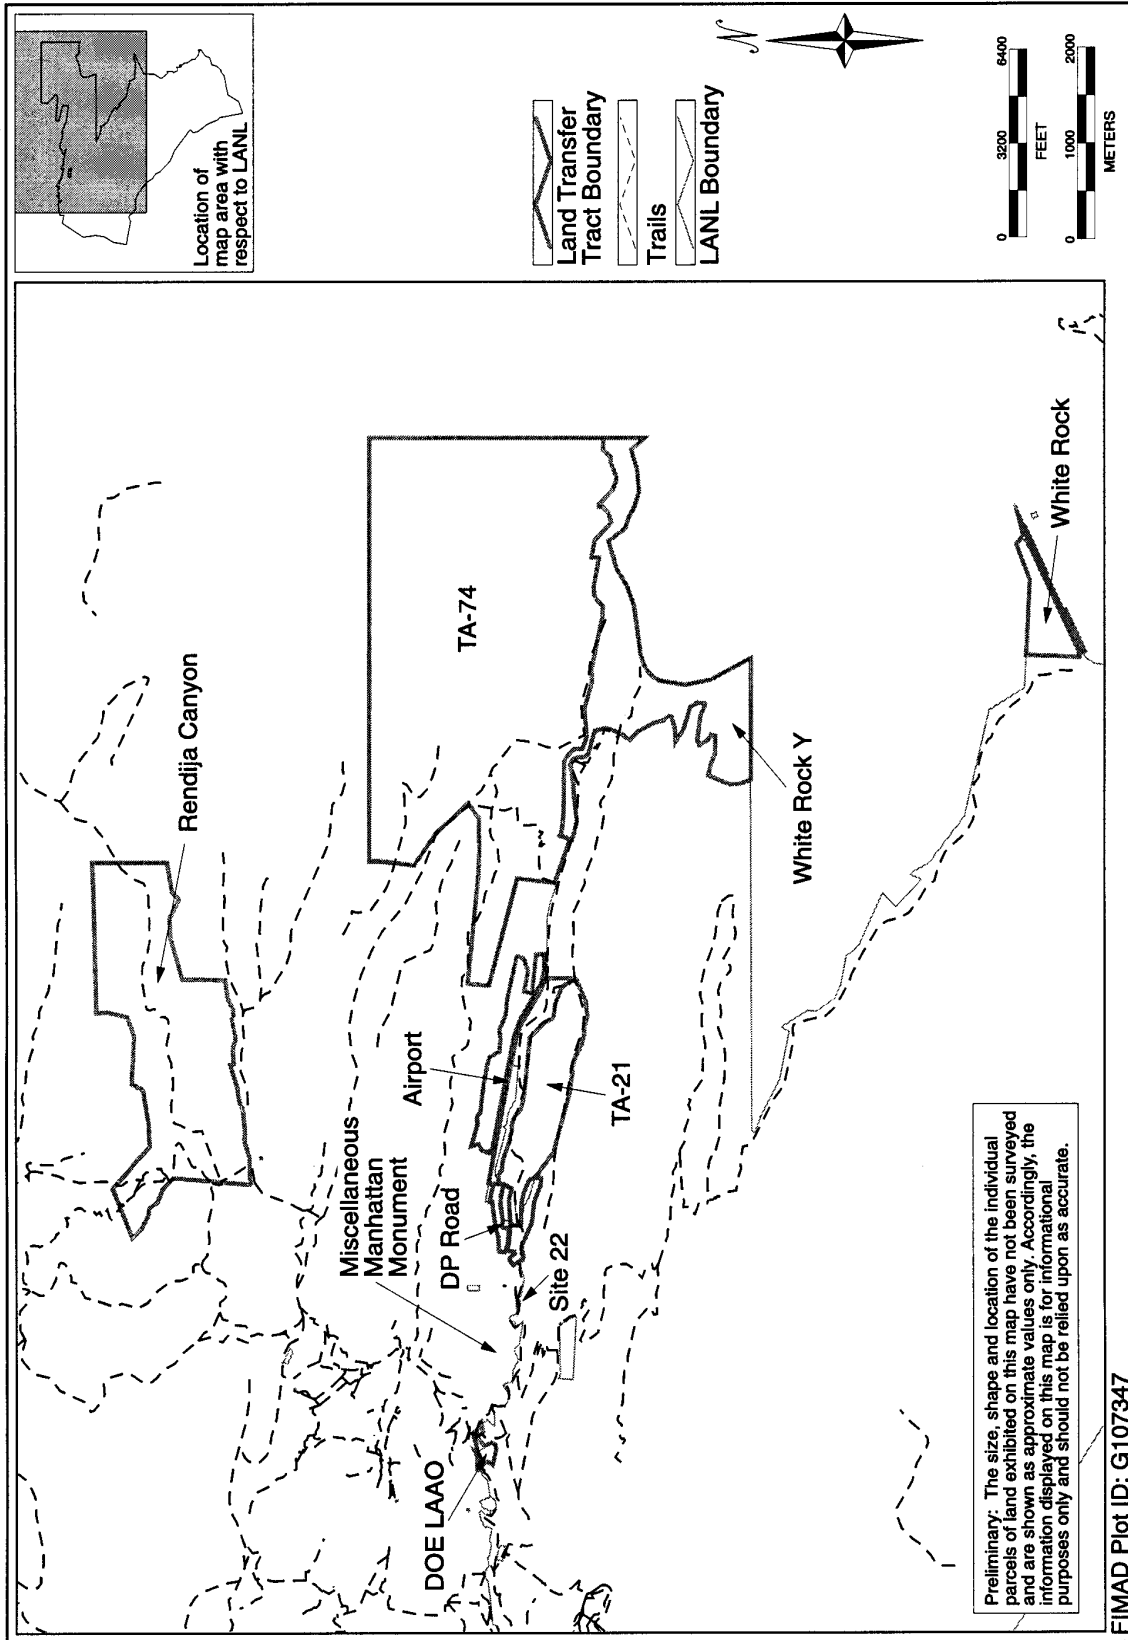 Rendija Canyon
TA-74
Miscellaneous
Manhattan
Monument
Airport
DP Road
DOE LAAO
Site 22
TA-21
White Rock Y
White Rock
Preliminary: The size, shape and location of the individual
parcels of land exhibited on this map have not been surveyed
and are shown as approximate values only. Accordingly, the
information displayed on this map is for informational
purposes only and should not be relied upon as accurate.
FIMAD Plot ID: G107347
Location of
map area with
respect to LANL
Land Transfer
Tract Boundary
Trails
LANL Boundary
N
0 3200 6400
FEET
0 1000 2000
METERS